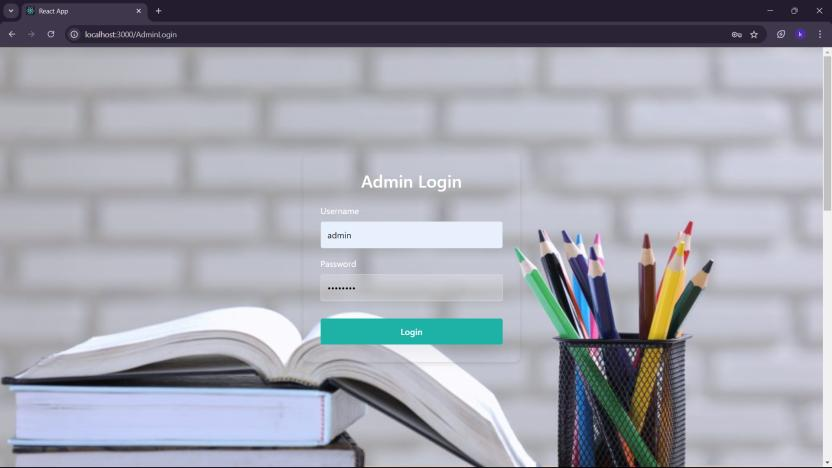 React App
localhost:3000/AdminLogin
k
Admin Login
Username
admin
Password
••••••••
Login